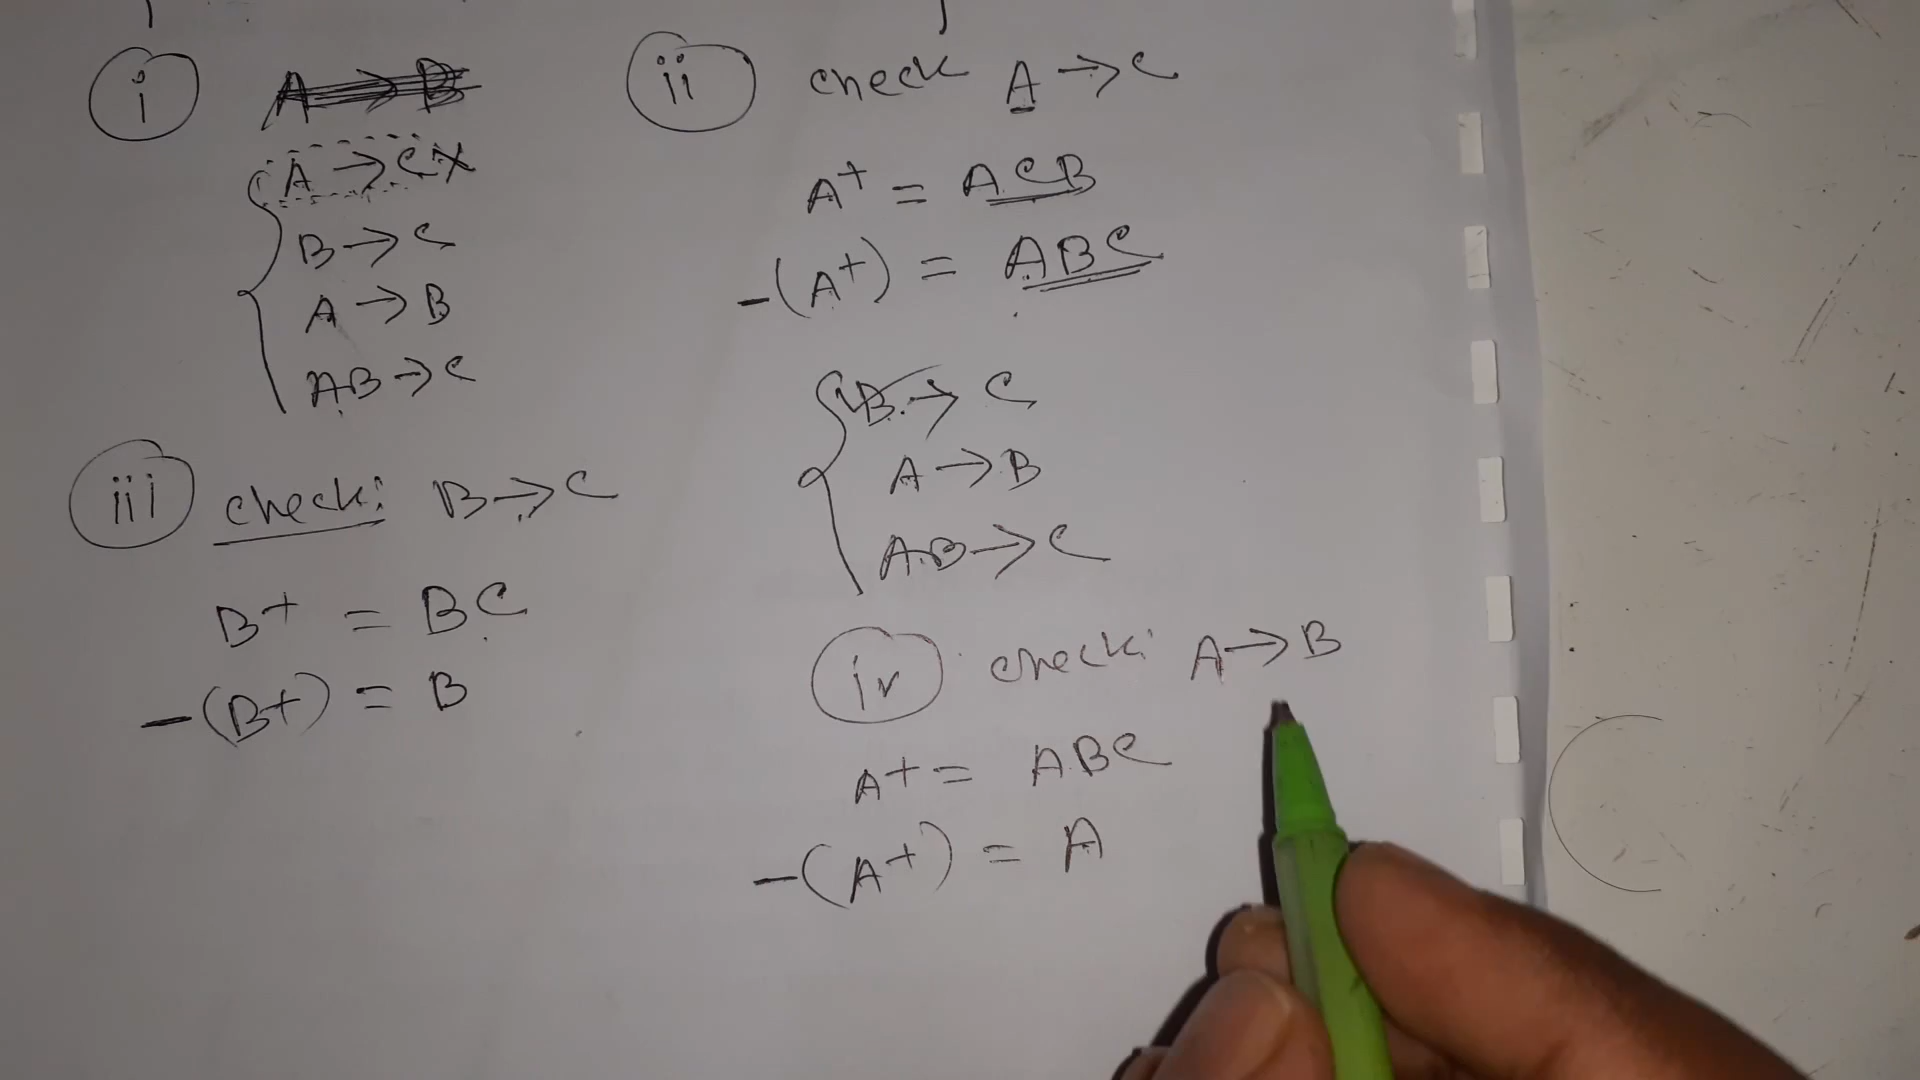 i A → B
A → C X
B → C
A → B
AB → C
ii check A → C
A+ = ACB
-(A+) = ABC
B → C
A → B
AB → C
iii check: B → C
B+ = BC
-(B+) = B
iv check: A → B
A+ = ABC
-(A+) = A